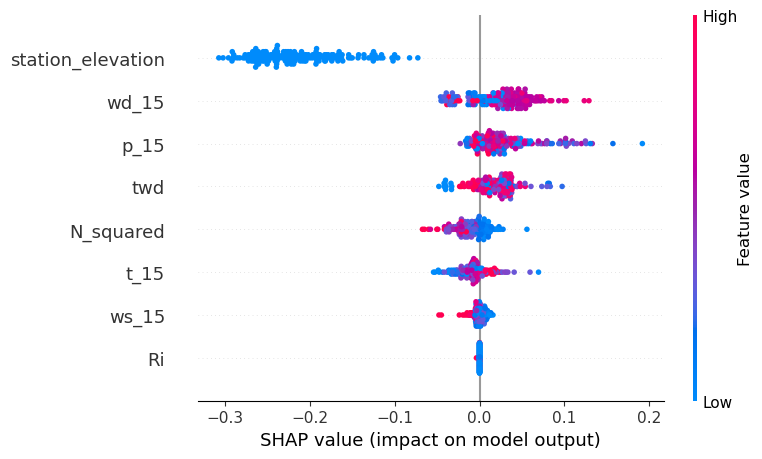 High
station_elevation
wd_15
p_15
twd
N_squared
t_15
ws_15
Ri
Feature value
Low
−0.3 −0.2 −0.1 0.0 0.1 0.2
SHAP value (impact on model output)